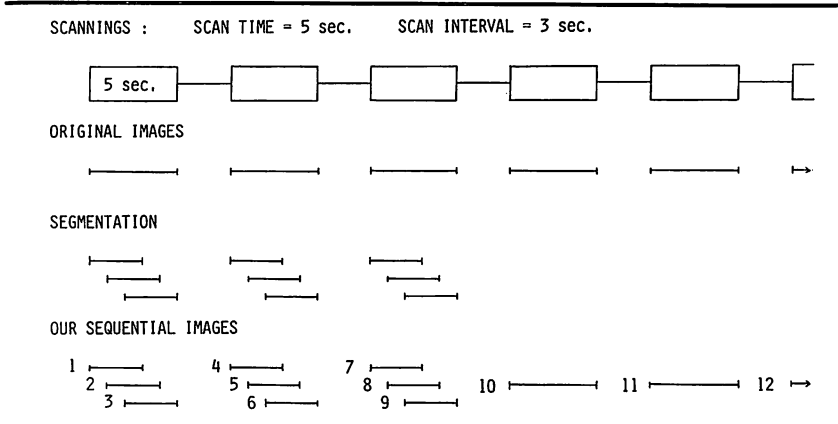 SCANNINGS : SCAN TIME = 5 sec. SCAN INTERVAL = 3 sec.
5 sec.
ORIGINAL IMAGES
SEGMENTATION
OUR SEQUENTIAL IMAGES
1 4 7
2 5 8 10 11 12
3 6 9